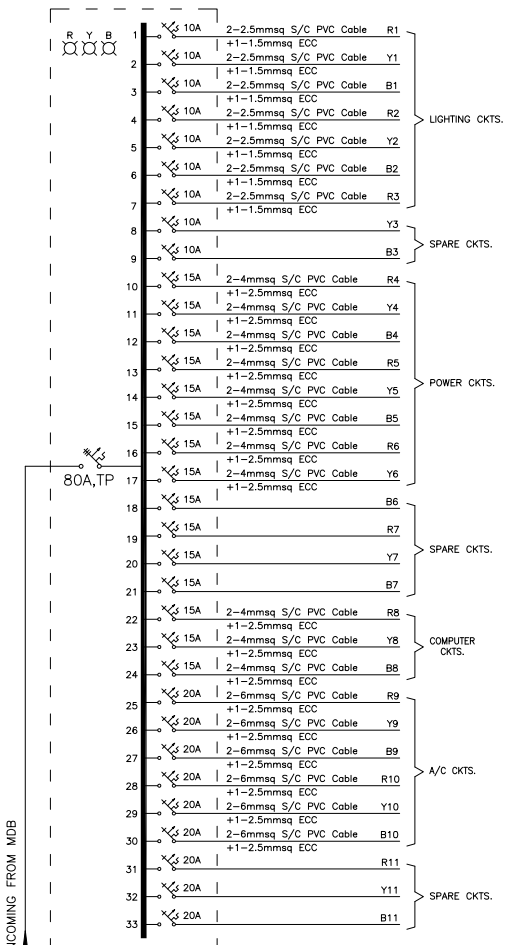 R Y B
1 10A 2-2.5mmsq S/C PVC Cable R1
+1-1.5mmsq ECC
2 10A 2-2.5mmsq S/C PVC Cable Y1
+1-1.5mmsq ECC
3 10A 2-2.5mmsq S/C PVC Cable B1
+1-1.5mmsq ECC
4 10A 2-2.5mmsq S/C PVC Cable R2
+1-1.5mmsq ECC
5 10A 2-2.5mmsq S/C PVC Cable Y2
+1-1.5mmsq ECC
6 10A 2-2.5mmsq S/C PVC Cable B2
+1-1.5mmsq ECC
7 10A 2-2.5mmsq S/C PVC Cable R3
+1-1.5mmsq ECC
LIGHTING CKTS.
8 10A Y3
9 10A B3
SPARE CKTS.
10 15A 2-4mmsq S/C PVC Cable R4
+1-2.5mmsq ECC
11 15A 2-4mmsq S/C PVC Cable Y4
+1-2.5mmsq ECC
12 15A 2-4mmsq S/C PVC Cable B4
+1-2.5mmsq ECC
13 15A 2-4mmsq S/C PVC Cable R5
+1-2.5mmsq ECC
14 15A 2-4mmsq S/C PVC Cable Y5
+1-2.5mmsq ECC
15 15A 2-4mmsq S/C PVC Cable B5
+1-2.5mmsq ECC
16 15A 2-4mmsq S/C PVC Cable R6
+1-2.5mmsq ECC
17 15A 2-4mmsq S/C PVC Cable Y6
+1-2.5mmsq ECC
POWER CKTS.
80A,TP
18 15A B6
19 15A R7
20 15A Y7
21 15A B7
SPARE CKTS.
22 15A 2-4mmsq S/C PVC Cable R8
+1-2.5mmsq ECC
23 15A 2-4mmsq S/C PVC Cable Y8
+1-2.5mmsq ECC
24 15A 2-4mmsq S/C PVC Cable B8
+1-2.5mmsq ECC
COMPUTER
CKTS.
25 20A 2-6mmsq S/C PVC Cable R9
+1-2.5mmsq ECC
26 20A 2-6mmsq S/C PVC Cable Y9
+1-2.5mmsq ECC
27 20A 2-6mmsq S/C PVC Cable B9
+1-2.5mmsq ECC
28 20A 2-6mmsq S/C PVC Cable R10
+1-2.5mmsq ECC
29 20A 2-6mmsq S/C PVC Cable Y10
+1-2.5mmsq ECC
30 20A 2-6mmsq S/C PVC Cable B10
+1-2.5mmsq ECC
A/C CKTS.
31 20A R11
32 20A Y11
33 20A B11
SPARE CKTS.
NCOMING FROM MDB